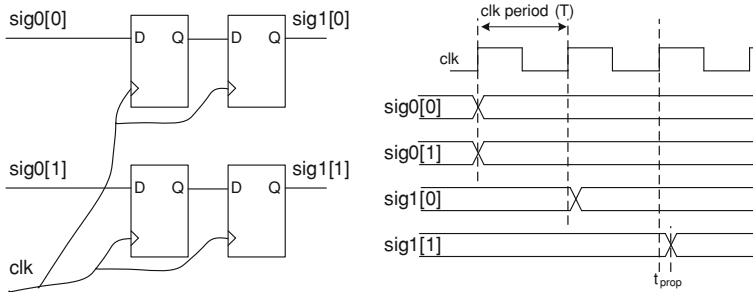 sig0[0]
sig1[0]
D Q
D Q
sig0[1]
sig1[1]
D Q
D Q
clk
clk period (T)
clk
sig0[0]
sig0[1]
sig1[0]
sig1[1]
tprop